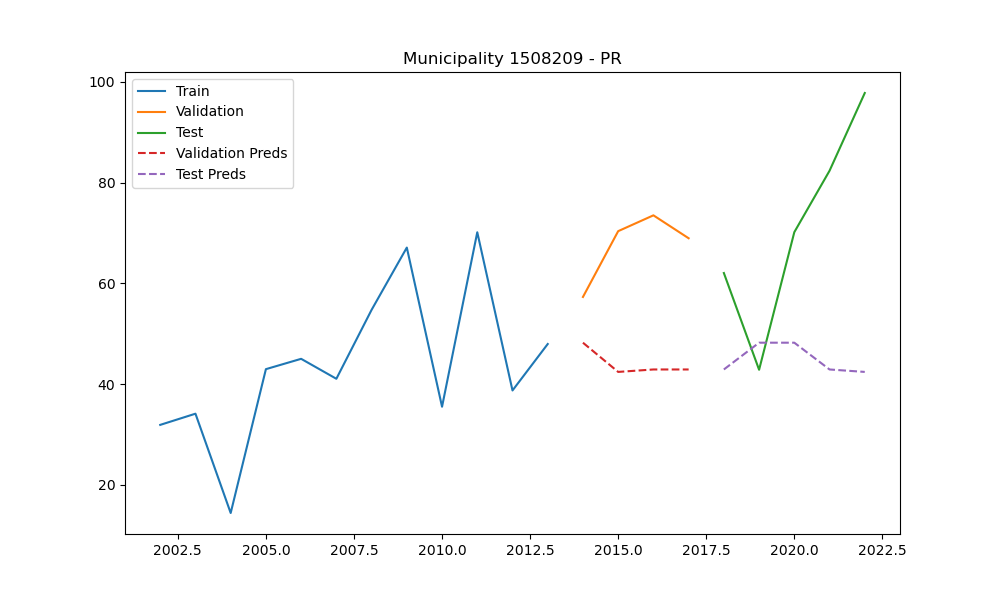 Municipality 1508209 - PR
Train
Validation
Test
Validation Preds
Test Preds
100
80
60
40
20
2002.5 2005.0 2007.5 2010.0 2012.5 2015.0 2017.5 2020.0 2022.5